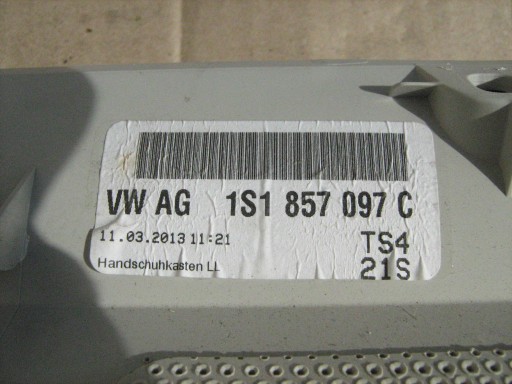 VW AG 1S1 857 097 C
11.03.2013 11:21 TS4
Handschuhkasten LL 21S